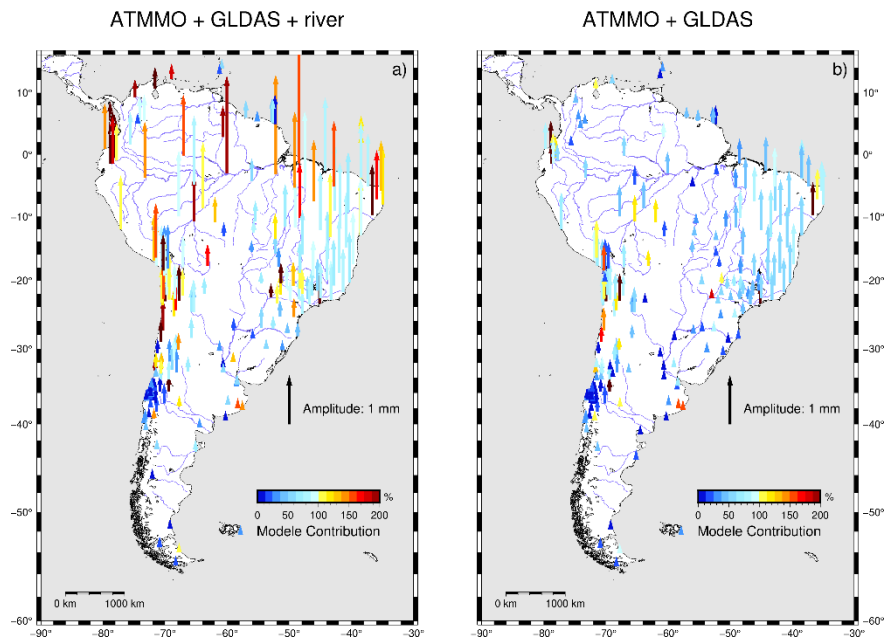 ATMMO + GLDAS + river
ATMMO + GLDAS
a)
b)
10°
0°
−10°
−20°
−30°
−40°
−50°
−60°
10°
0°
−10°
−20°
−30°
−40°
−50°
−60°
Amplitude: 1 mm
Amplitude: 1 mm
%
0 50 100 150 200
Modele Contribution
%
0 50 100 150 200
Modele Contribution
0 km 1000 km
0 km 1000 km
−90° −80° −70° −60° −50° −40° −30°
−90° −80° −70° −60° −50° −40° −30°